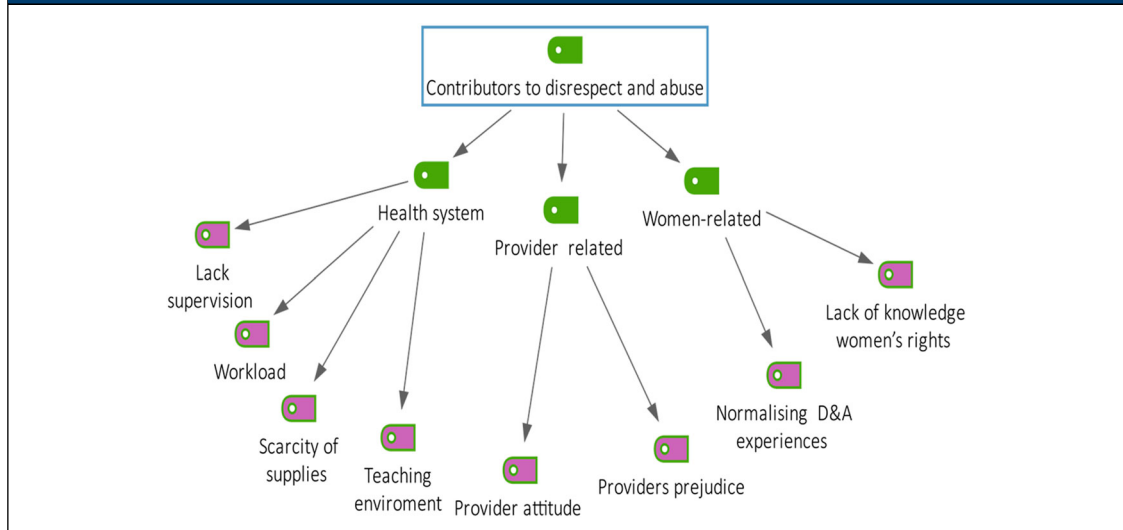 Contributors to disrespect and abuse
Health system
Provider related
Women-related
Lack
supervision
Workload
Scarcity of
supplies
Teaching
enviroment
Provider attitude
Providers prejudice
Normalising D&A
experiences
Lack of knowledge
women's rights